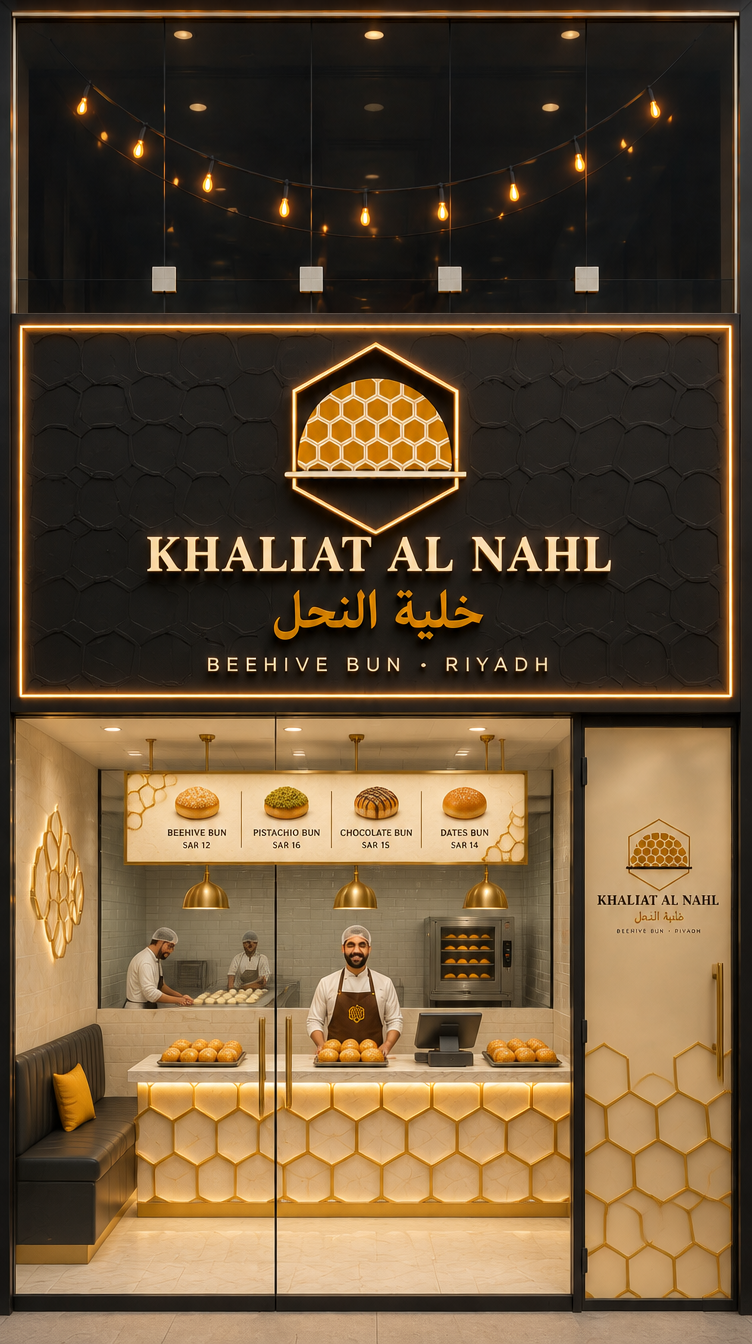 KHALIAT AL NAHL
خلية النحل
BEEHIVE BUN • RIYADH
BEEHIVE BUN
SAR 12
PISTACHIO BUN
SAR 16
CHOCOLATE BUN
SAR 15
DATES BUN
SAR 14
KHALIAT AL NAHL
خلية النحل
BEEHIVE BUN • RIYADH